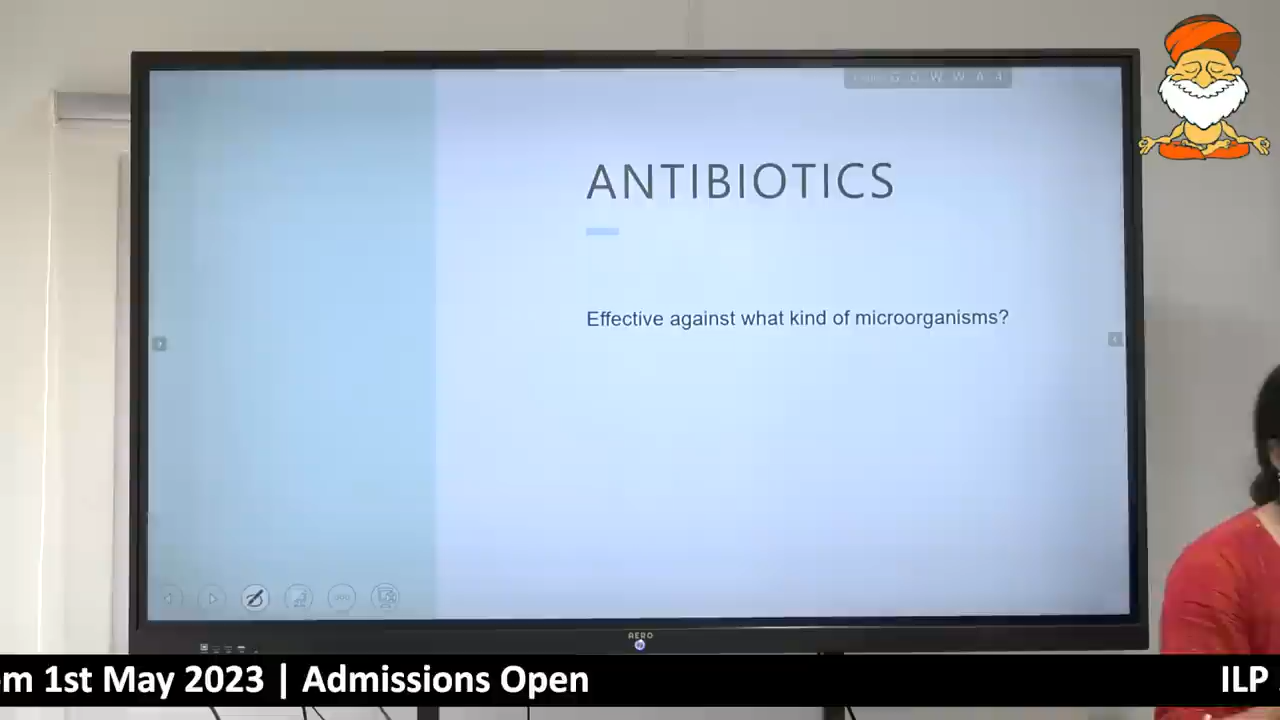 ANTIBIOTICS
Effective against what kind of microorganisms?
AERO
m 1st May 2023 | Admissions Open
ILP